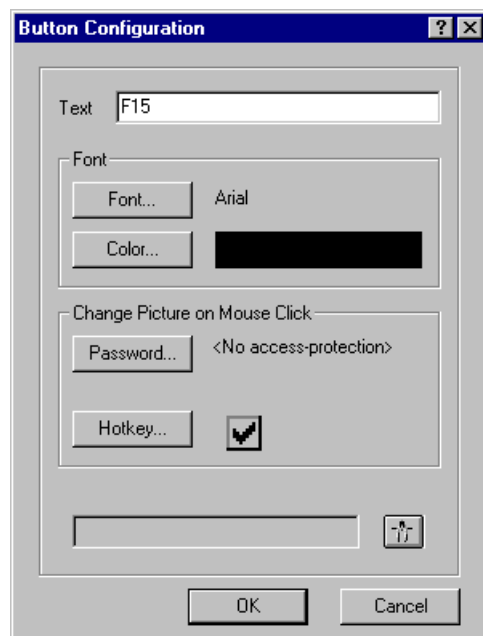 Button Configuration
Text F15
Font
Font... Arial
Color...
Change Picture on Mouse Click
Password... <No access-protection>
Hotkey...
OK Cancel